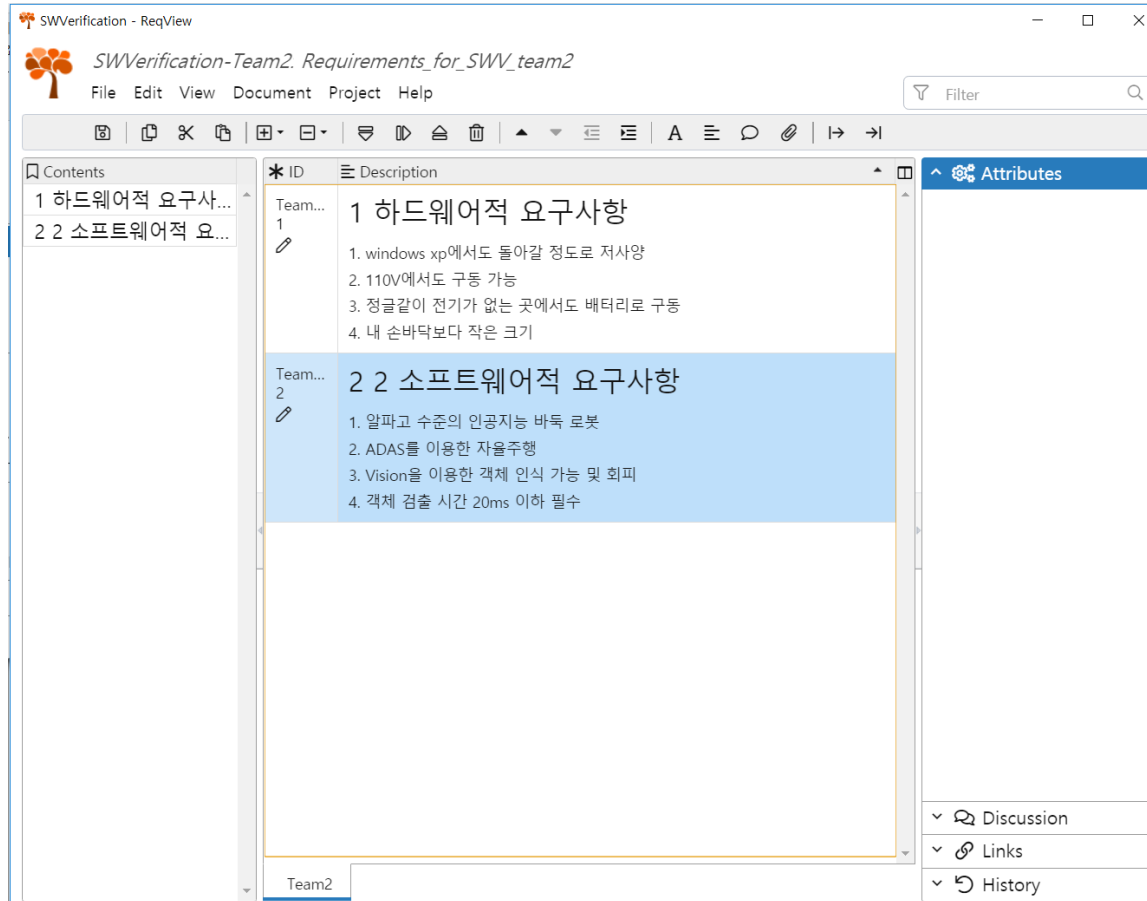 SWVerification - ReqView
SWVerification-Team2. Requirements_for_SWV_team2
File Edit View Document Project Help
Filter
Contents
1 하드웨어적 요구사...
2 2 소프트웨어적 요...
ID
Description
Team...
1
1 하드웨어적 요구사항
1. windows xp에서도 돌아갈 정도로 저사양
2. 110V에서도 구동 가능
3. 정글같이 전기가 없는 곳에서도 배터리로 구동
4. 내 손바닥보다 작은 크기
Team...
2
2 2 소프트웨어적 요구사항
1. 알파고 수준의 인공지능 바둑 로봇
2. ADAS를 이용한 자율주행
3. Vision을 이용한 객체 인식 가능 및 회피
4. 객체 검출 시간 20ms 이하 필수
Attributes
Discussion
Links
History
Team2